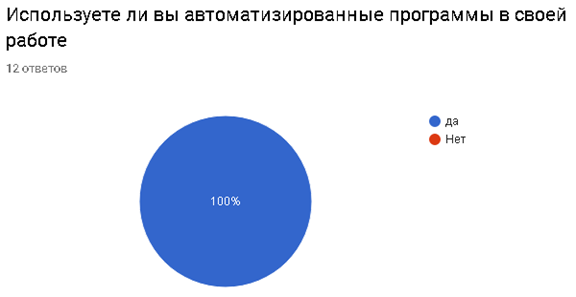 Используете ли вы автоматизированные программы в своей
работе
12 ответов
да
Нет
100%